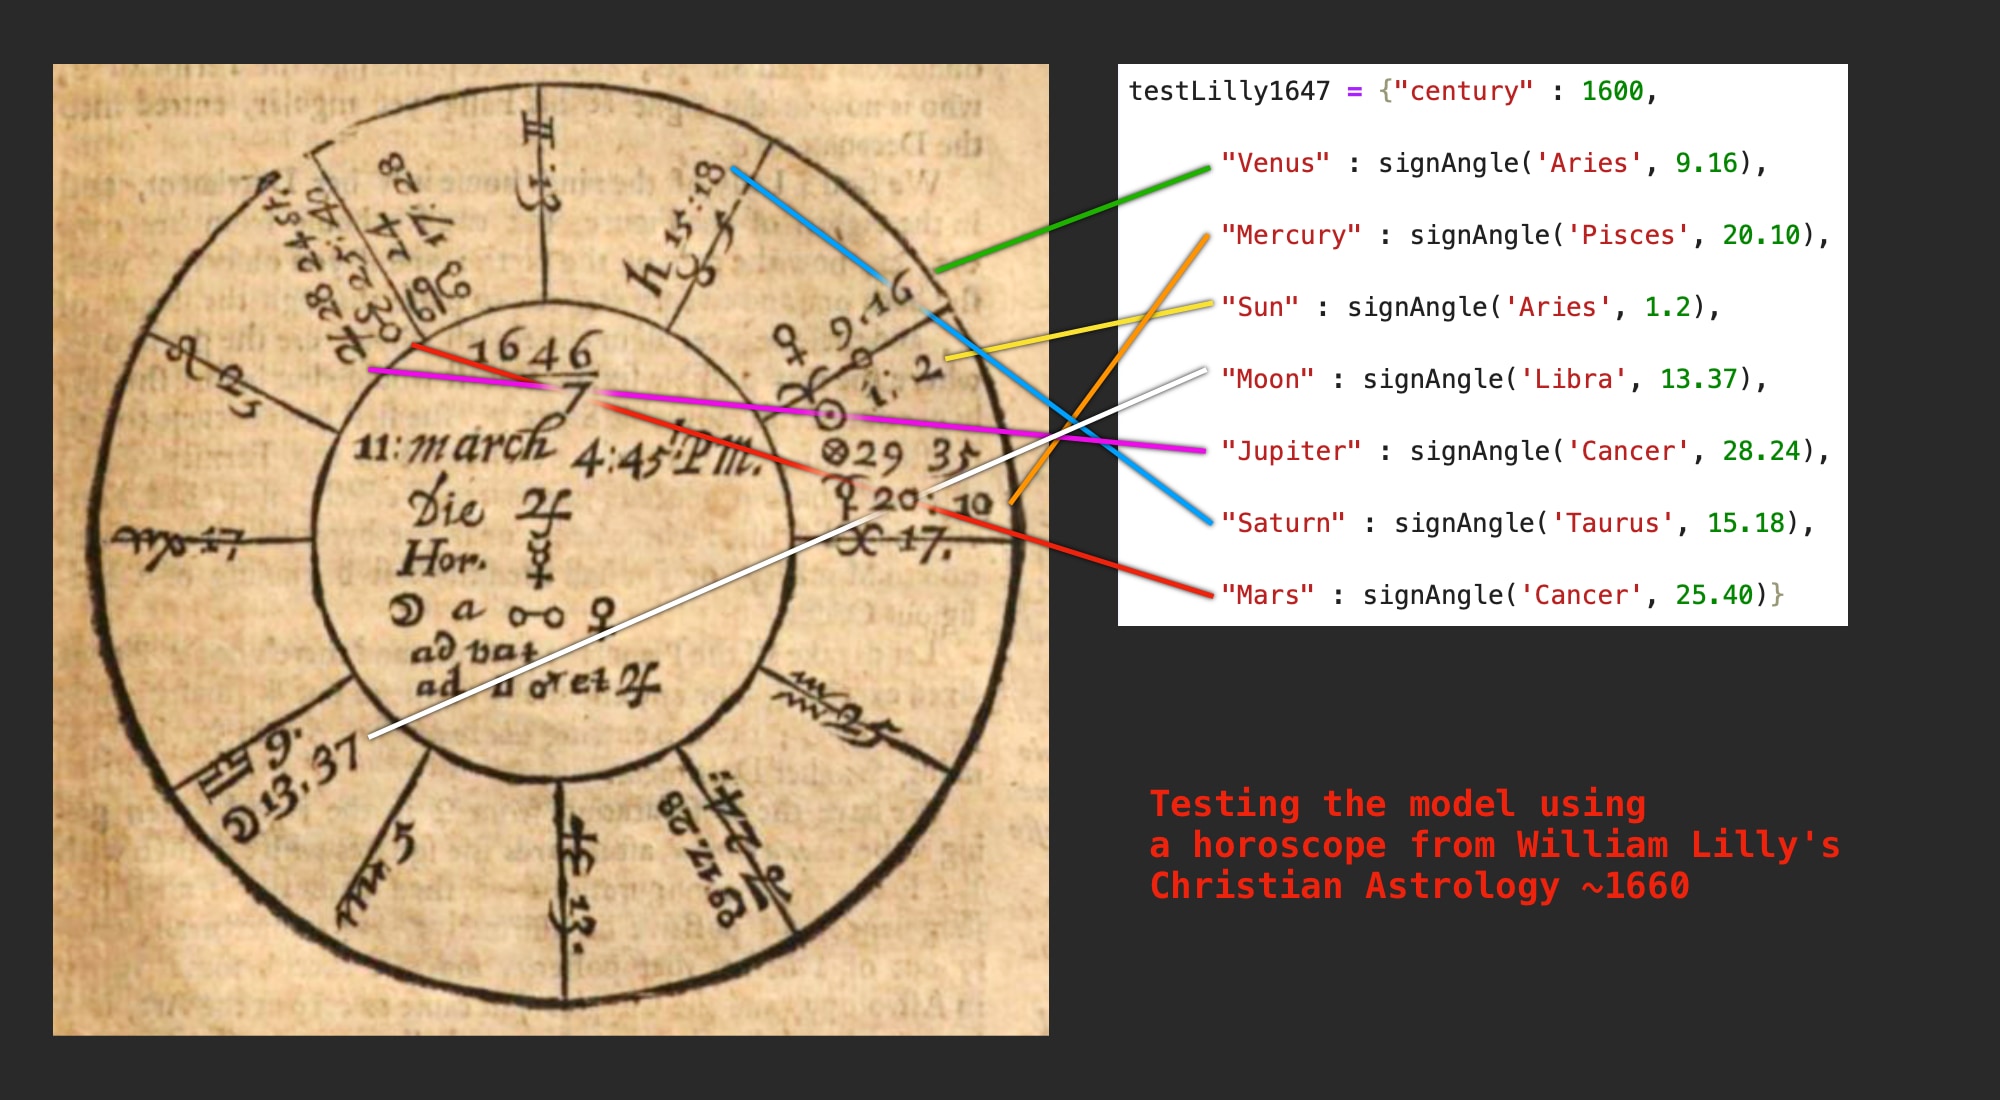 II 13
♄ 15:18
♉ 5
♀ 9.16
☉ 1: 2
⊗ 29 35
☿ 20: 10
♓ 17.
♒ 25
♑ 24:
♋ 17.28
♐ 13.
♏ 5
♎ 9.
☽ 13.37
♍ 17
♌ 5
♃ 28 24
♂ 25:40
♋ 24
☊ 17:28
1646
7
11: march 4:45: Pm.
Die ♃
Hor. ☿
☽ a ☍ ♀
ad
ad et ♃
testLilly1647 = {"century" : 1600,
"Venus" : signAngle('Aries', 9.16),
"Mercury" : signAngle('Pisces', 20.10),
"Sun" : signAngle('Aries', 1.2),
"Moon" : signAngle('Libra', 13.37),
"Jupiter" : signAngle('Cancer', 28.24),
"Saturn" : signAngle('Taurus', 15.18),
"Mars" : signAngle('Cancer', 25.40)}
Testing the model using
a horoscope from William Lilly's
Christian Astrology ~1660